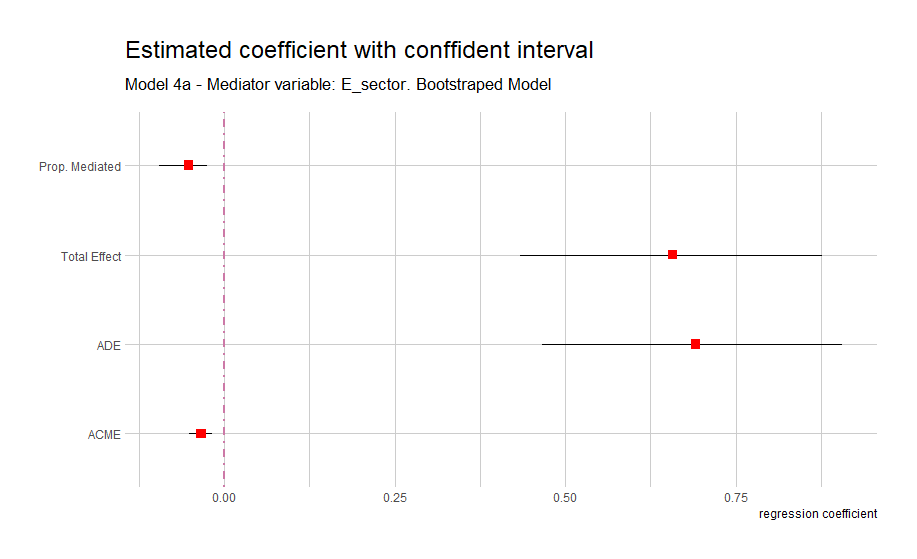 Estimated coefficient with conffident interval
Model 4a - Mediator variable: E_sector. Bootstraped Model
Prop. Mediated
Total Effect
ADE
ACME
0.00 0.25 0.50 0.75
regression coefficient